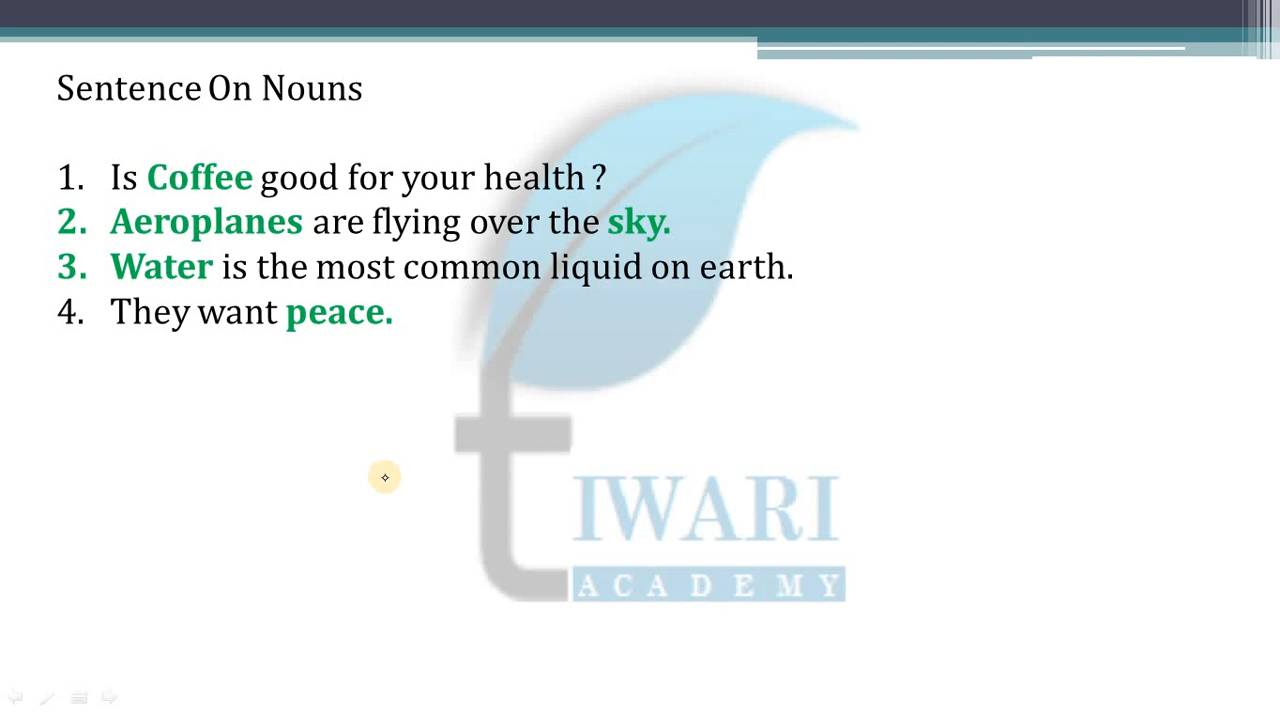 Sentence On Nouns
1. Is Coffee good for your health ?
2. Aeroplanes are flying over the sky.
3. Water is the most common liquid on earth.
4. They want peace.
tIWARI
ACADEMY